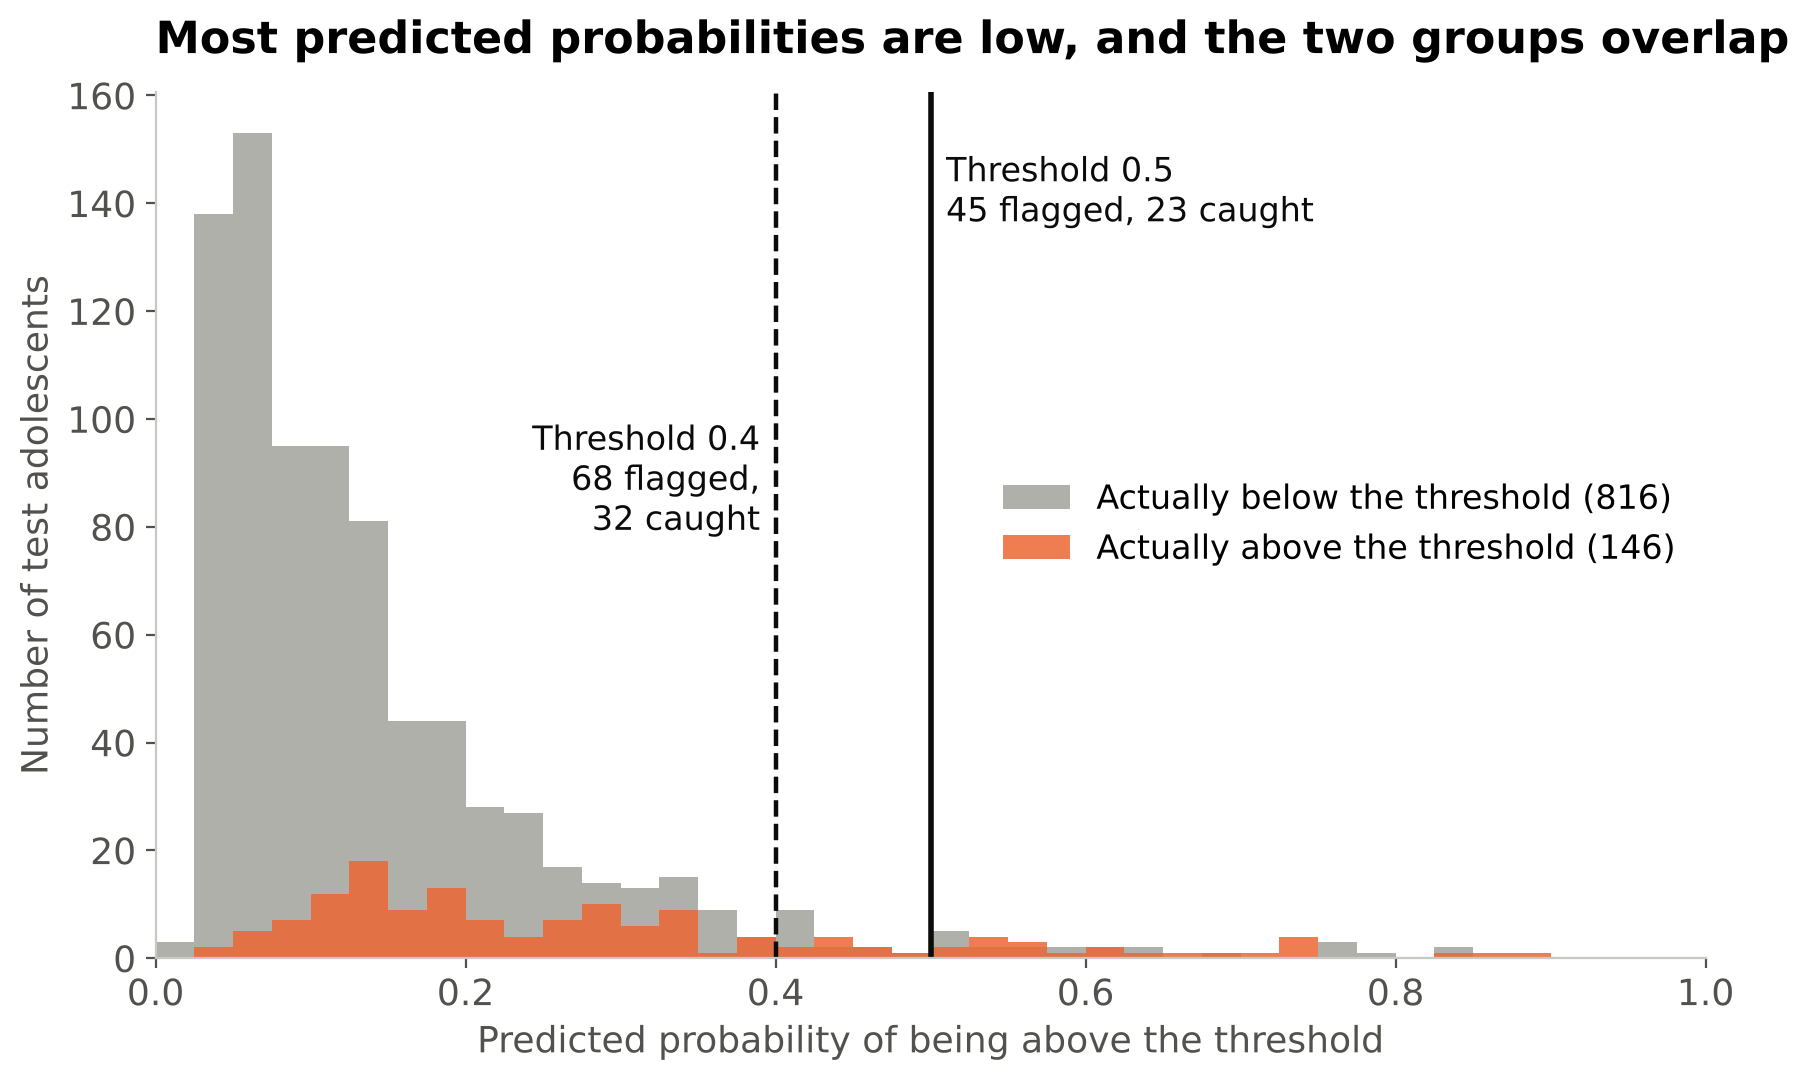 Most predicted probabilities are low, and the two groups overlap
160
140
120
100
80
60
40
20
0
Number of test adolescents
Threshold 0.5
45 flagged, 23 caught
Threshold 0.4
68 flagged,
32 caught
Actually below the threshold (816)
Actually above the threshold (146)
0.0 0.2 0.4 0.6 0.8 1.0
Predicted probability of being above the threshold